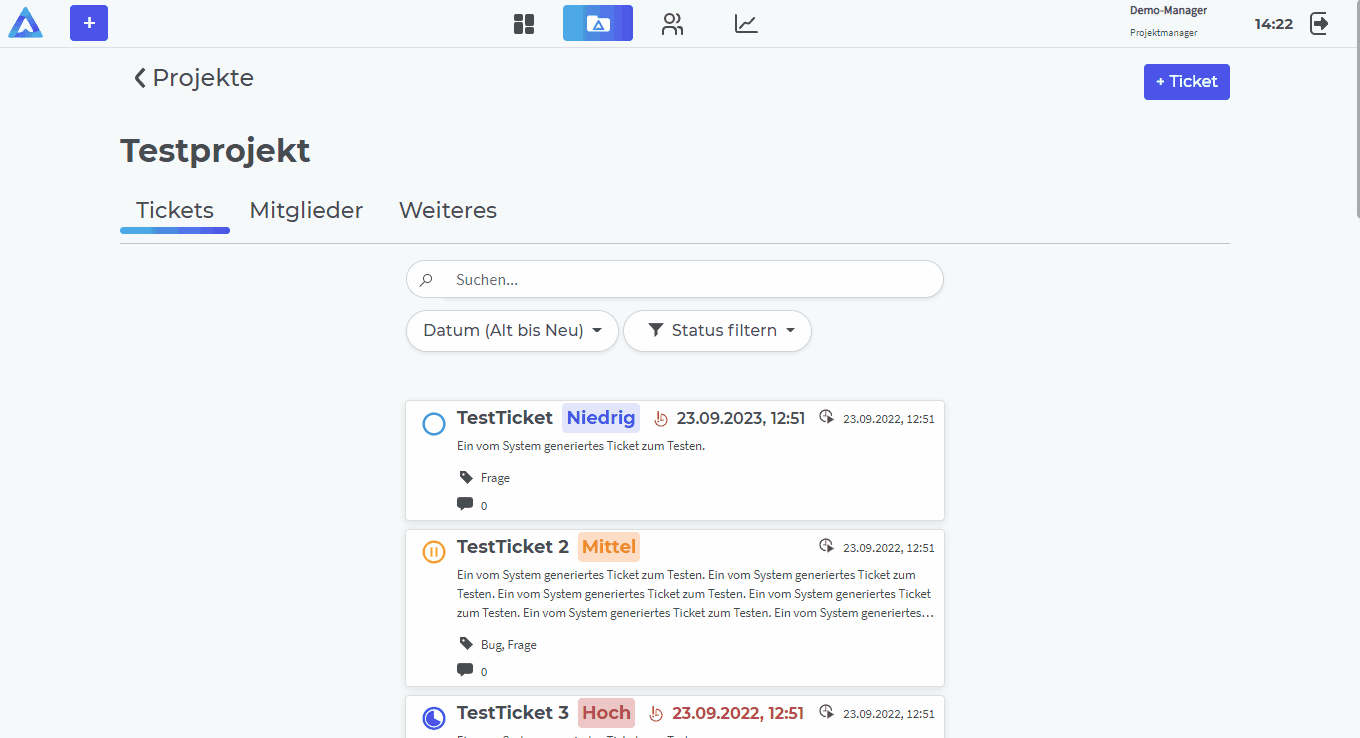 +
Demo-Manager
Projektmanager
14:22
Projekte
+ Ticket
Testprojekt
Tickets Mitglieder Weiteres
Suchen...
Datum (Alt bis Neu) Status filtern
TestTicket Niedrig 23.09.2023, 12:51 23.09.2022, 12:51
Ein vom System generiertes Ticket zum Testen.
Frage
0
TestTicket 2 Mittel 23.09.2022, 12:51
Ein vom System generiertes Ticket zum Testen. Ein vom System generiertes Ticket zum
Testen. Ein vom System generiertes Ticket zum Testen. Ein vom System generiertes Ticket
zum Testen. Ein vom System generiertes Ticket zum Testen. Ein vom System generiertes…
Bug, Frage
0
TestTicket 3 Hoch 23.09.2022, 12:51 23.09.2022, 12:51